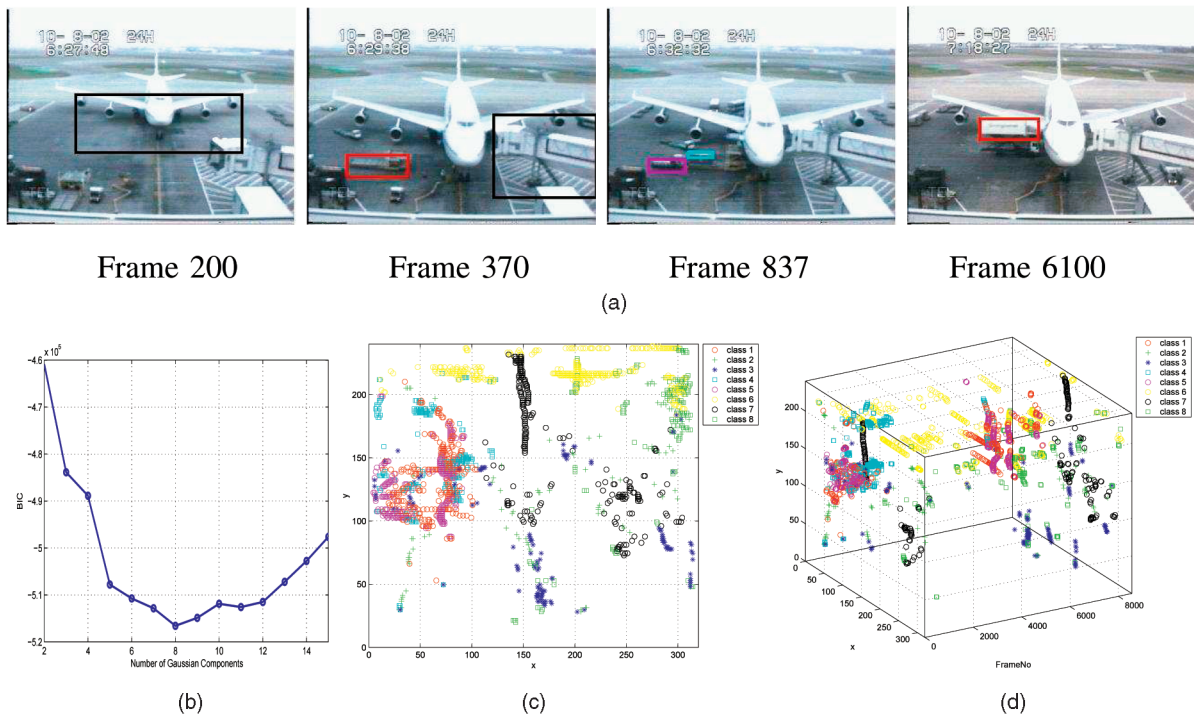 10- 8-02 24H
6:27:49
10- 8-02 24H
6:29:38
10- 8-02 24H
6:32:32
10- 8-02 24H
7:18:27
Frame 200
Frame 370
Frame 837
Frame 6100
(a)
x 10^5
-4.6
-4.7
-4.8
-4.9
-5
-5.1
-5.2
BIC
2
4
6
8
10
12
14
Number of Gaussian Components
(b)
200
150
100
50
0
y
0
50
100
150
200
250
300
x
class 1
class 2
class 3
class 4
class 5
class 6
class 7
class 8
(c)
200
150
100
50
0
y
0
50
100
150
200
250
300
x
0
2000
4000
6000
8000
FrameNo
class 1
class 2
class 3
class 4
class 5
class 6
class 7
class 8
(d)